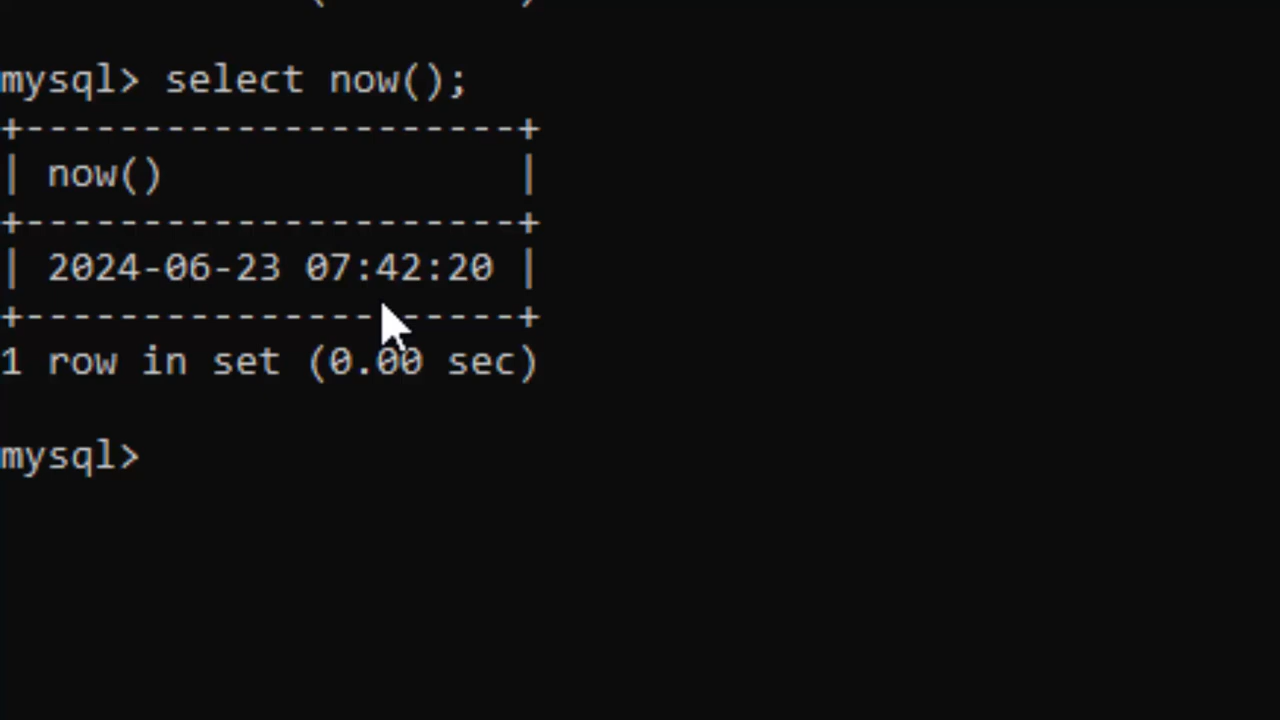 mysql> select now();
+---------------------+
| now()               |
+---------------------+
| 2024-06-23 07:42:20 |
+---------------------+
1 row in set (0.00 sec)
mysql>